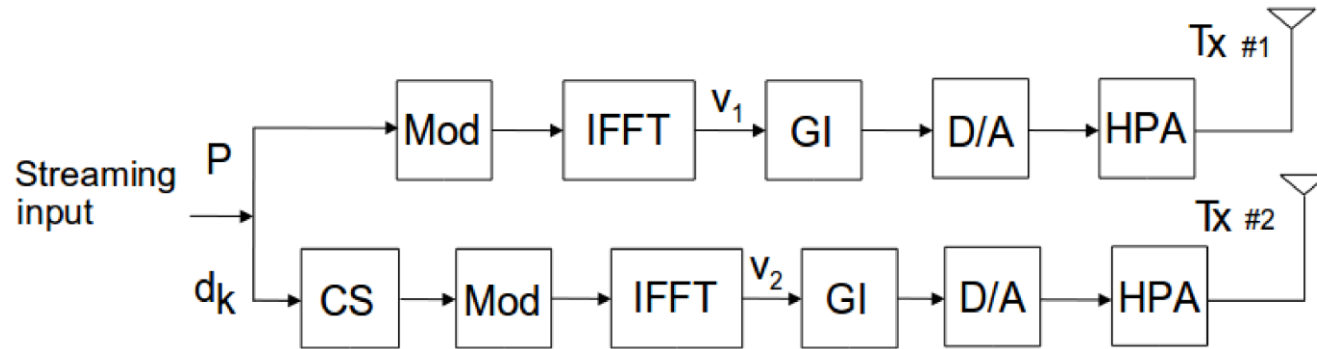 Tx #1
Mod
IFFT
v1
GI
D/A
HPA
P
Streaming
input
Tx #2
dk
CS
Mod
IFFT
v2
GI
D/A
HPA